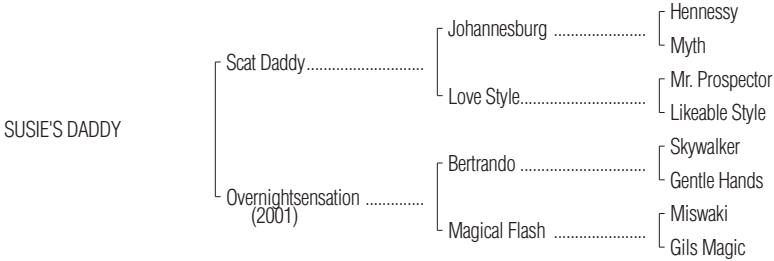 Hennessy
Johannesburg ....................
Myth
Scat Daddy...........................
Mr. Prospector
Love Style...........................
Likeable Style
SUSIE'S DADDY
Skywalker
Bertrando ...........................
Gentle Hands
Overnightsensation .............
(2001)
Miswaki
Magical Flash ....................
Gils Magic